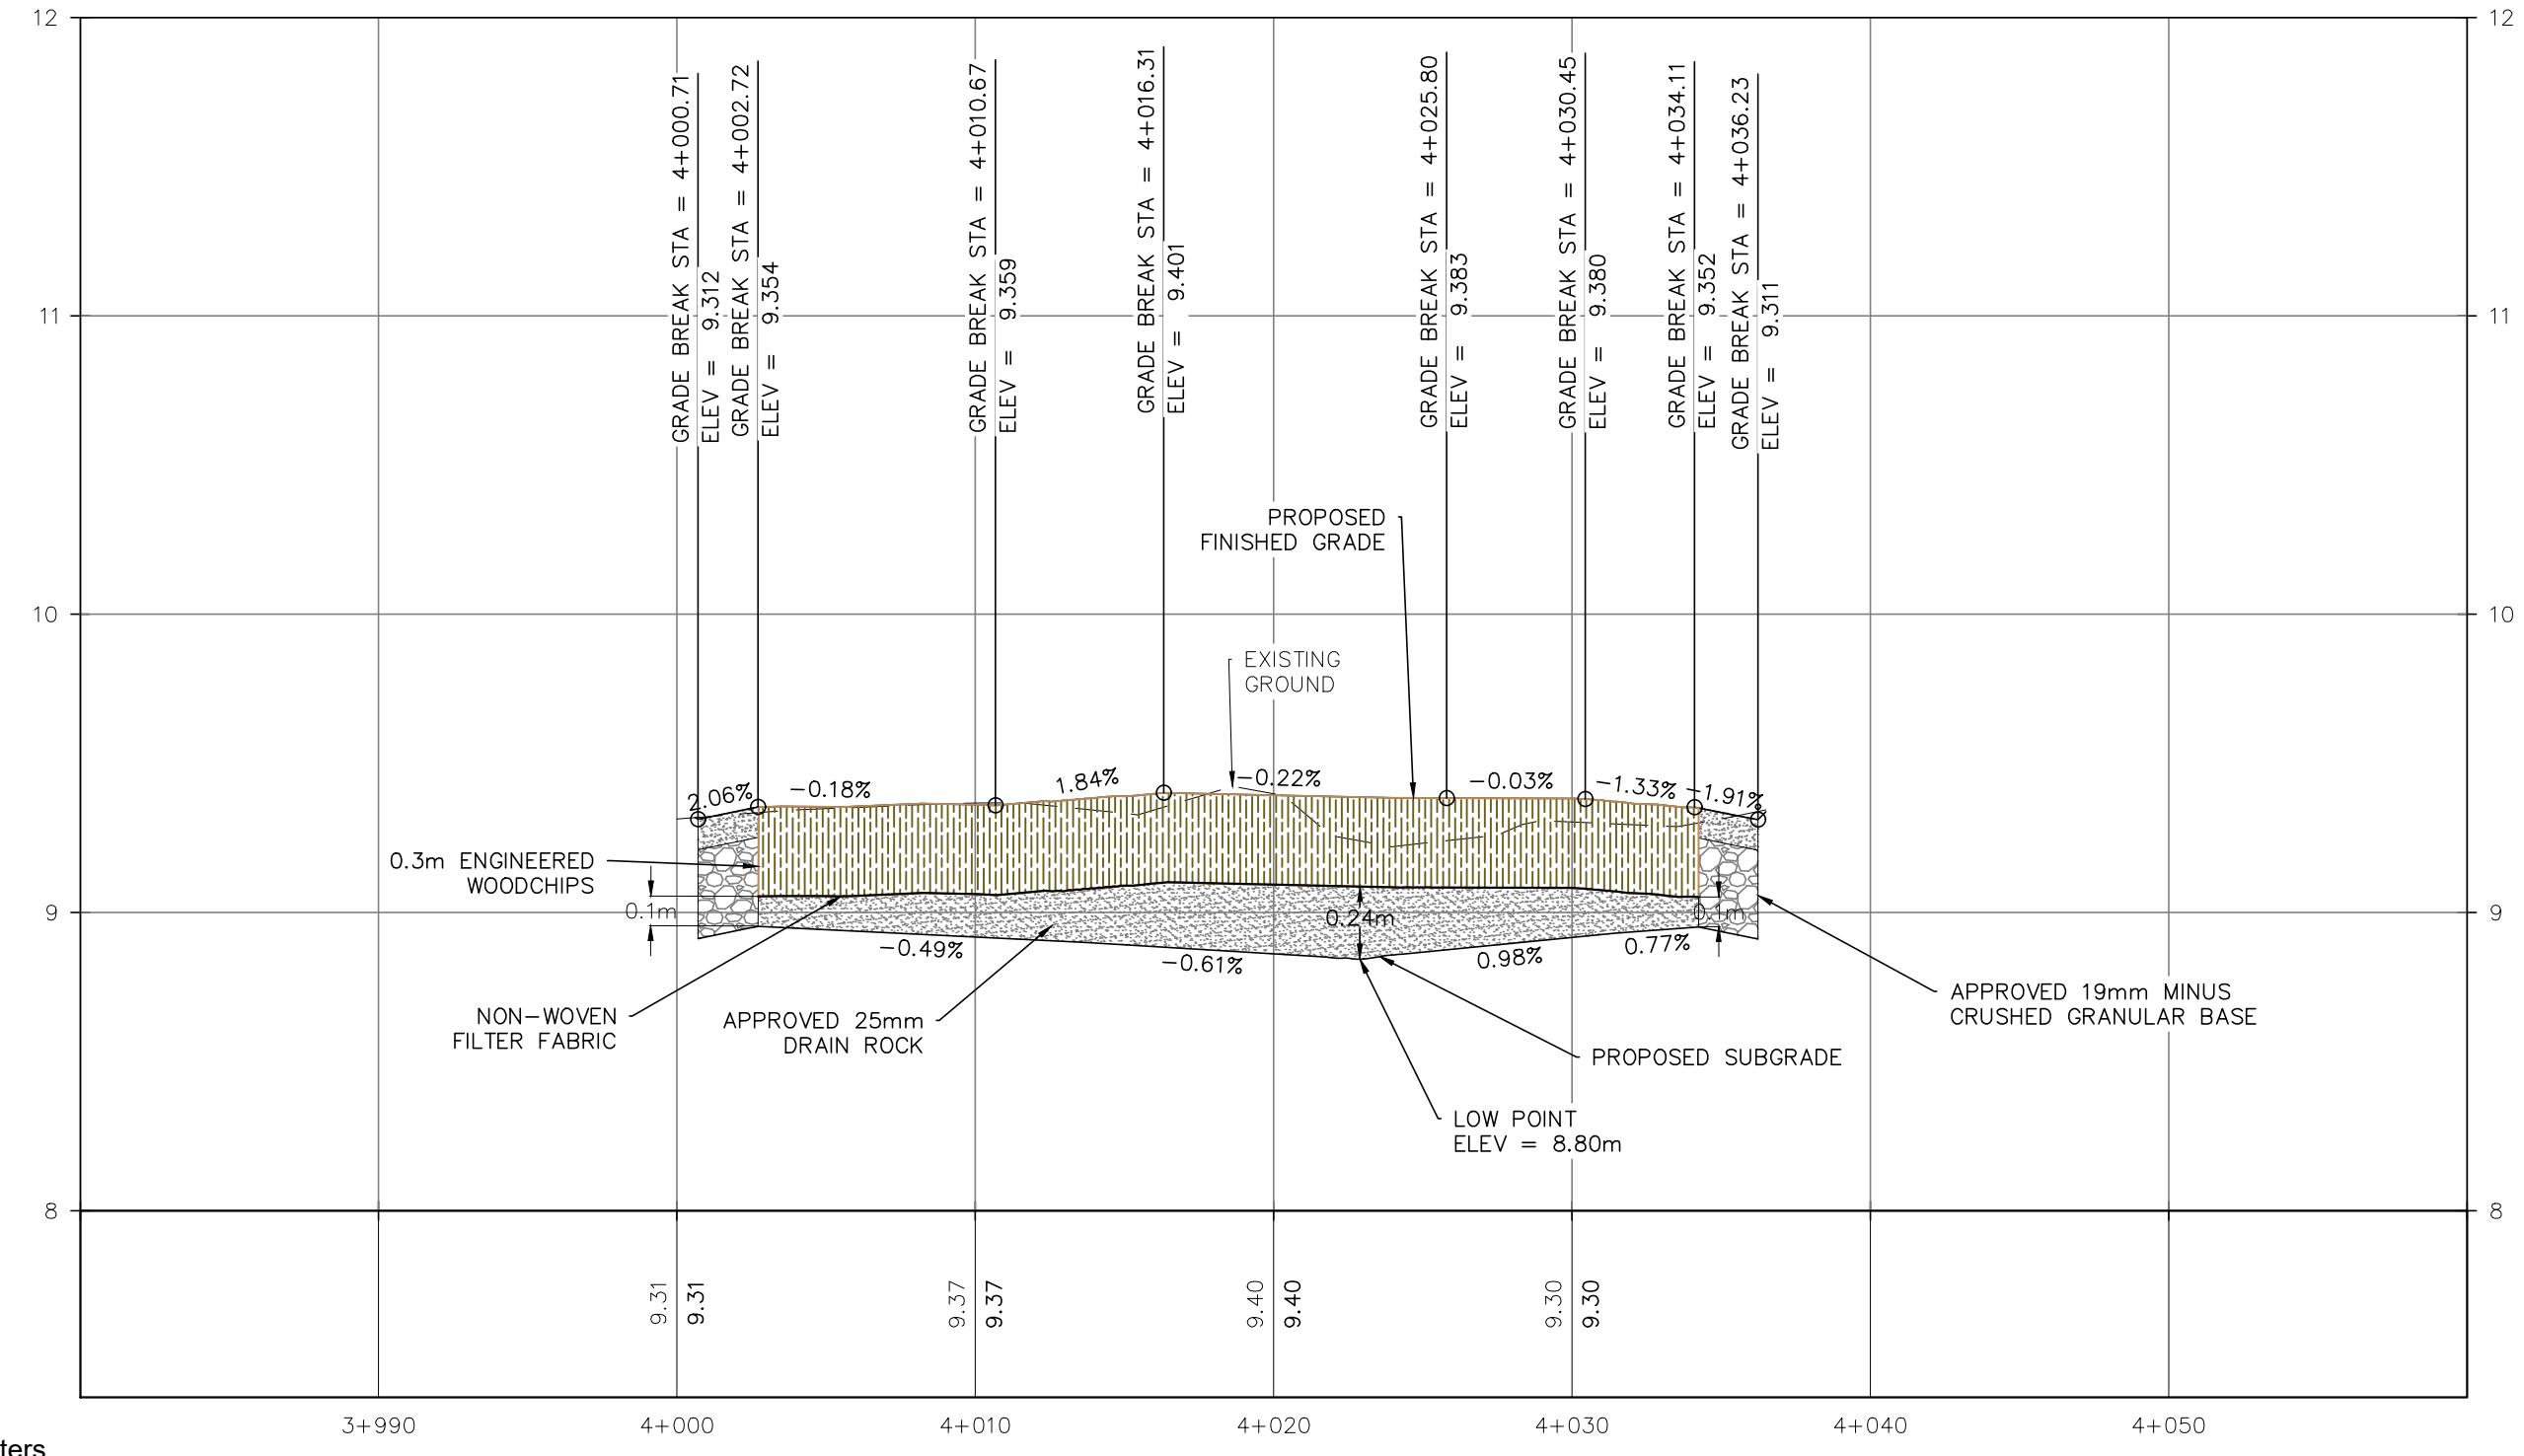 12
12
11
11
10
10
9
9
8
8
GRADE BREAK STA = 4+000.71
ELEV = 9.312
GRADE BREAK STA = 4+002.72
ELEV = 9.354
GRADE BREAK STA = 4+010.67
ELEV = 9.359
GRADE BREAK STA = 4+016.31
ELEV = 9.401
GRADE BREAK STA = 4+025.80
ELEV = 9.383
GRADE BREAK STA = 4+030.45
ELEV = 9.380
GRADE BREAK STA = 4+034.11
ELEV = 9.352
GRADE BREAK STA = 4+036.23
ELEV = 9.311
PROPOSED
FINISHED GRADE
EXISTING
GROUND
2.06%
-0.18%
1.84%
-0.22%
-0.03%
-1.33%
-1.91%
0.3m ENGINEERED
WOODCHIPS
0.1m
0.24m
0.1m
-0.49%
-0.61%
0.98%
0.77%
NON-WOVEN
FILTER FABRIC
APPROVED 25mm
DRAIN ROCK
APPROVED 19mm MINUS
CRUSHED GRANULAR BASE
PROPOSED SUBGRADE
LOW POINT
ELEV = 8.80m
9.31
9.31
9.37
9.37
9.40
9.40
9.30
9.30
3+990
4+000
4+010
4+020
4+030
4+040
4+050
ters